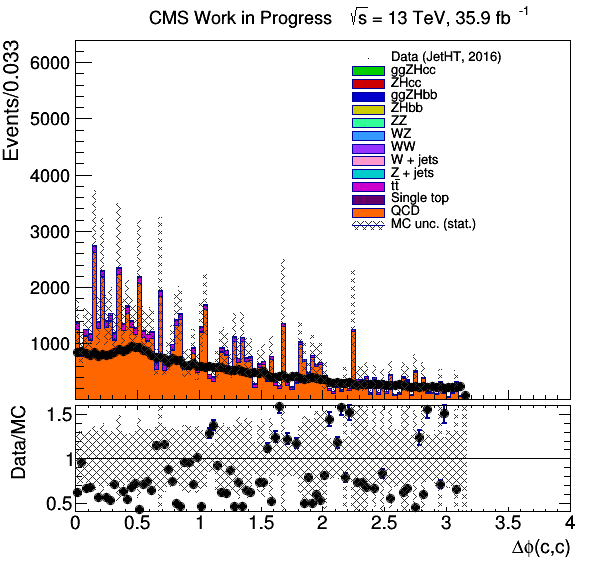 CMS Work in Progress √s = 13 TeV, 35.9 fb⁻¹
Events/0.033
6000
5000
4000
3000
2000
1000
Data (JetHT, 2016)
ggZHcc
ZHcc
ggZHbb
ZHbb
ZZ
WZ
WW
W + jets
Z + jets
tt̄
Single top
QCD
MC unc. (stat.)
Data/MC
1.5
1
0.5
0 0.5 1 1.5 2 2.5 3 3.5 4
Δϕ(c,c)